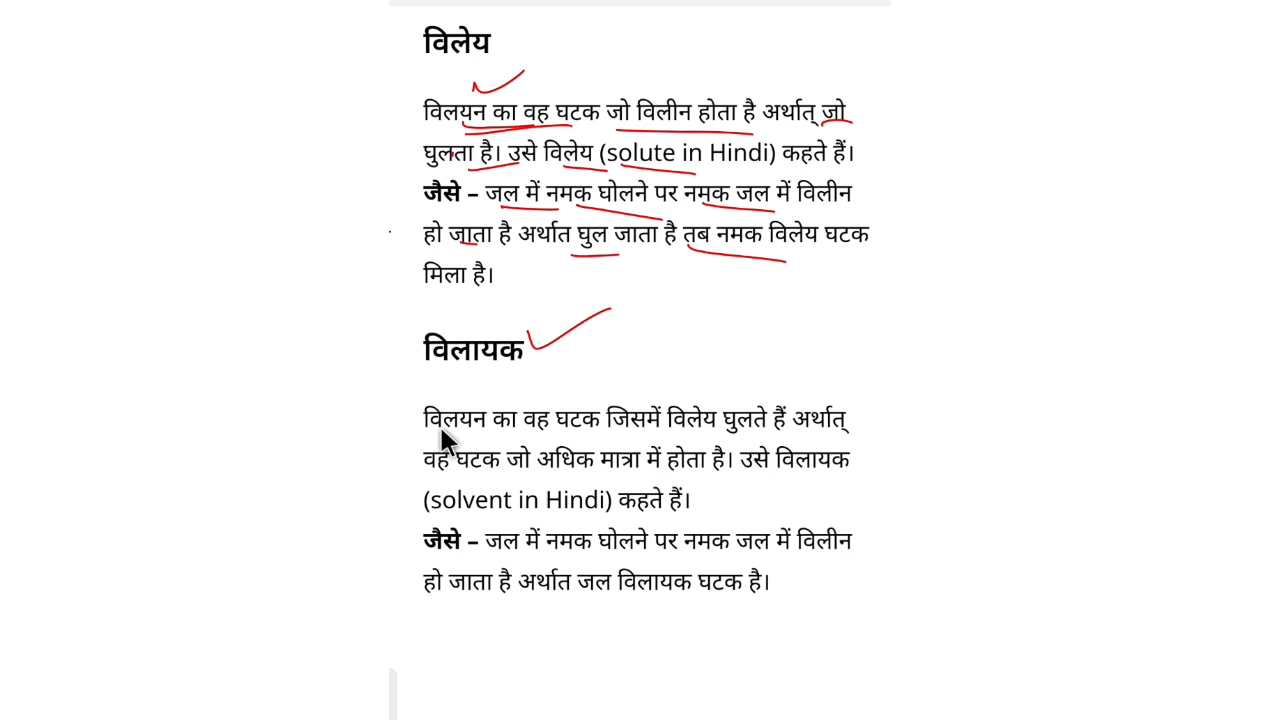 विलेय
विलयन का वह घटक जो विलीन होता है अर्थात् जो
घुलता है। उसे विलेय (solute in Hindi) कहते हैं।
जैसे – जल में नमक घोलने पर नमक जल में विलीन
हो जाता है अर्थात घुल जाता है तब नमक विलेय घटक
मिला है।
विलायक
विलयन का वह घटक जिसमें विलेय घुलते हैं अर्थात्
वह घटक जो अधिक मात्रा में होता है। उसे विलायक
(solvent in Hindi) कहते हैं।
जैसे – जल में नमक घोलने पर नमक जल में विलीन
हो जाता है अर्थात जल विलायक घटक है।